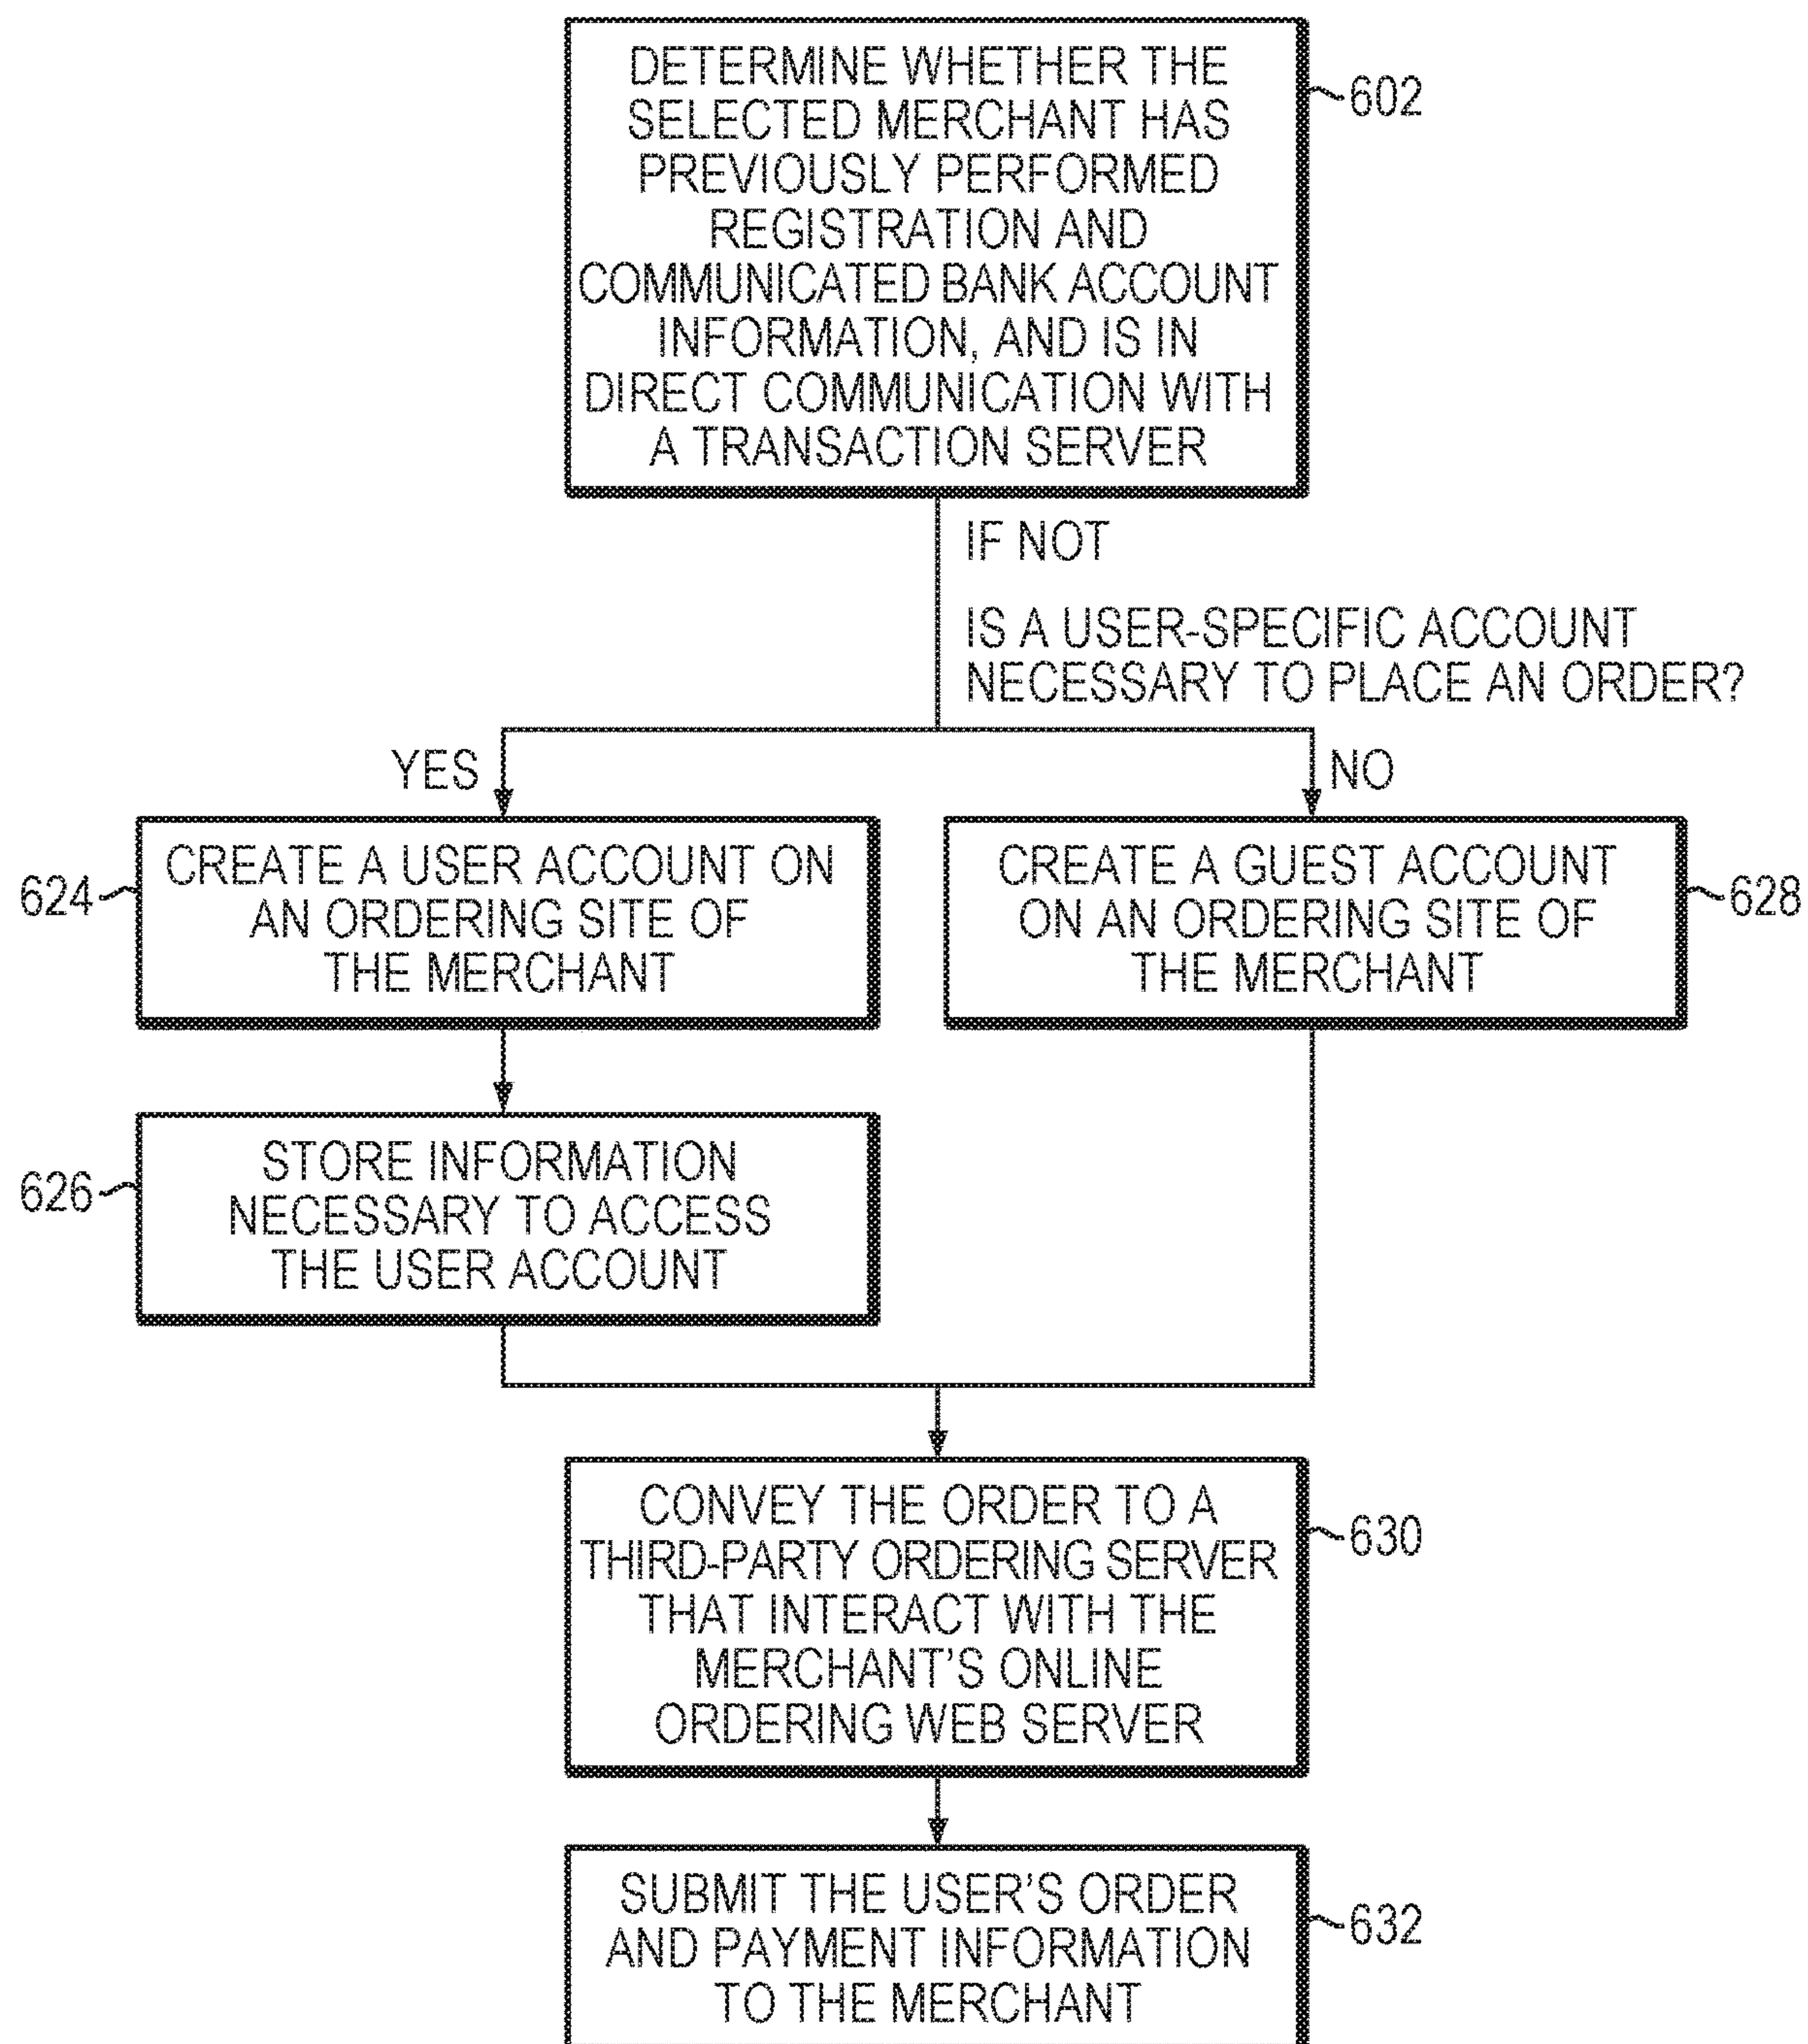 DETERMINE WHETHER THE
SELECTED MERCHANT HAS
PREVIOUSLY PERFORMED
REGISTRATION AND
COMMUNICATED BANK ACCOUNT
INFORMATION, AND IS IN
DIRECT COMMUNICATION WITH
A TRANSACTION SERVER
602
IF NOT
IS A USER-SPECIFIC ACCOUNT
NECESSARY TO PLACE AN ORDER?
YES
NO
624
CREATE A USER ACCOUNT ON
AN ORDERING SITE OF
THE MERCHANT
CREATE A GUEST ACCOUNT
ON AN ORDERING SITE OF
THE MERCHANT
628
626
STORE INFORMATION
NECESSARY TO ACCESS
THE USER ACCOUNT
CONVEY THE ORDER TO A
THIRD-PARTY ORDERING SERVER
THAT INTERACT WITH THE
MERCHANT'S ONLINE
ORDERING WEB SERVER
630
SUBMIT THE USER'S ORDER
AND PAYMENT INFORMATION
TO THE MERCHANT
632